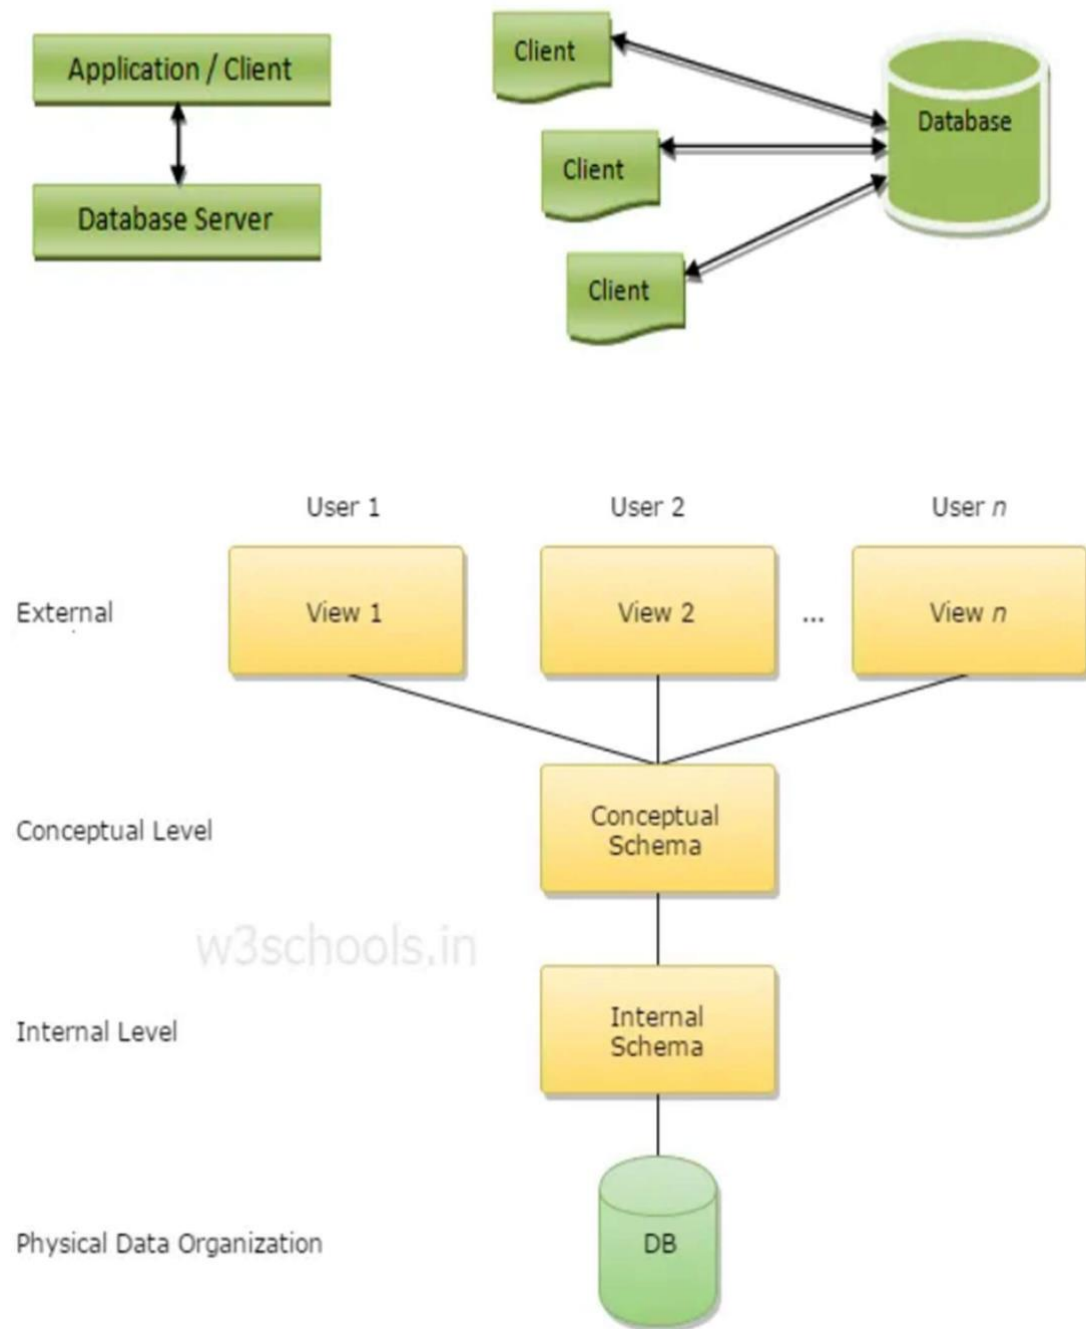 Application / Client
Database Server
Client
Client
Client
Database
User 1
User 2
User n
External
View 1
View 2
...
View n
Conceptual Level
Conceptual
Schema
w3schools.in
Internal Level
Internal
Schema
Physical Data Organization
DB